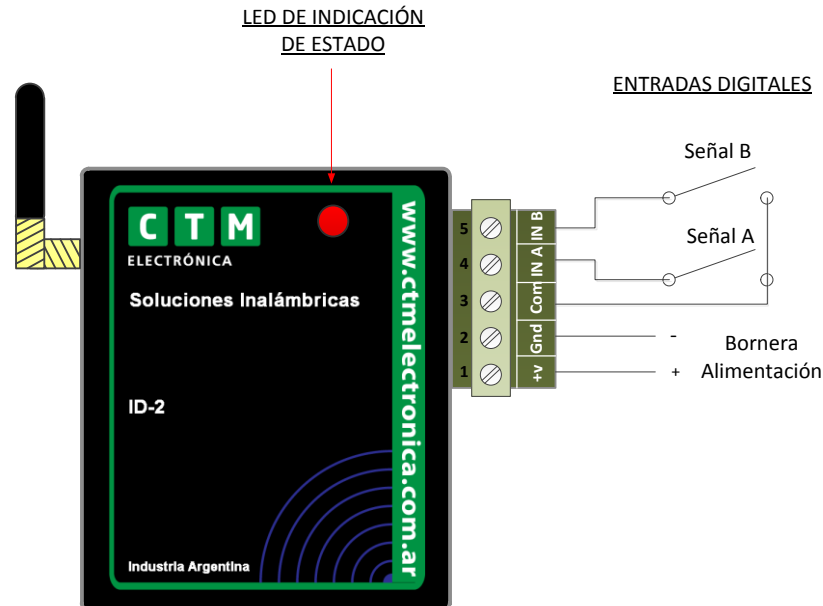 LED DE INDICACIÓN
DE ESTADO
ENTRADAS DIGITALES
Señal B
Señal A
CTM
ELECTRÓNICA
Soluciones Inalámbricas
ID-2
Industria Argentina
www.ctmelectronica.com.ar
5 IN B
4 IN A
3 Com
2 Gnd
1 +v
- Bornera
+ Alimentación